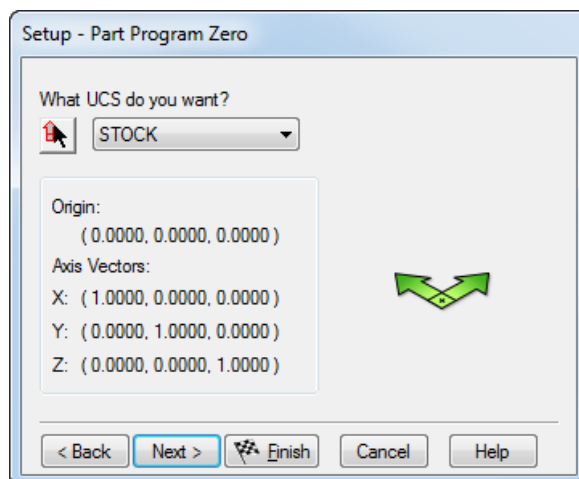 Setup - Part Program Zero
What UCS do you want?
STOCK
Origin:
( 0.0000, 0.0000, 0.0000 )
Axis Vectors:
X: ( 1.0000, 0.0000, 0.0000 )
Y: ( 0.0000, 1.0000, 0.0000 )
Z: ( 0.0000, 0.0000, 1.0000 )
< Back Next > Finish Cancel Help